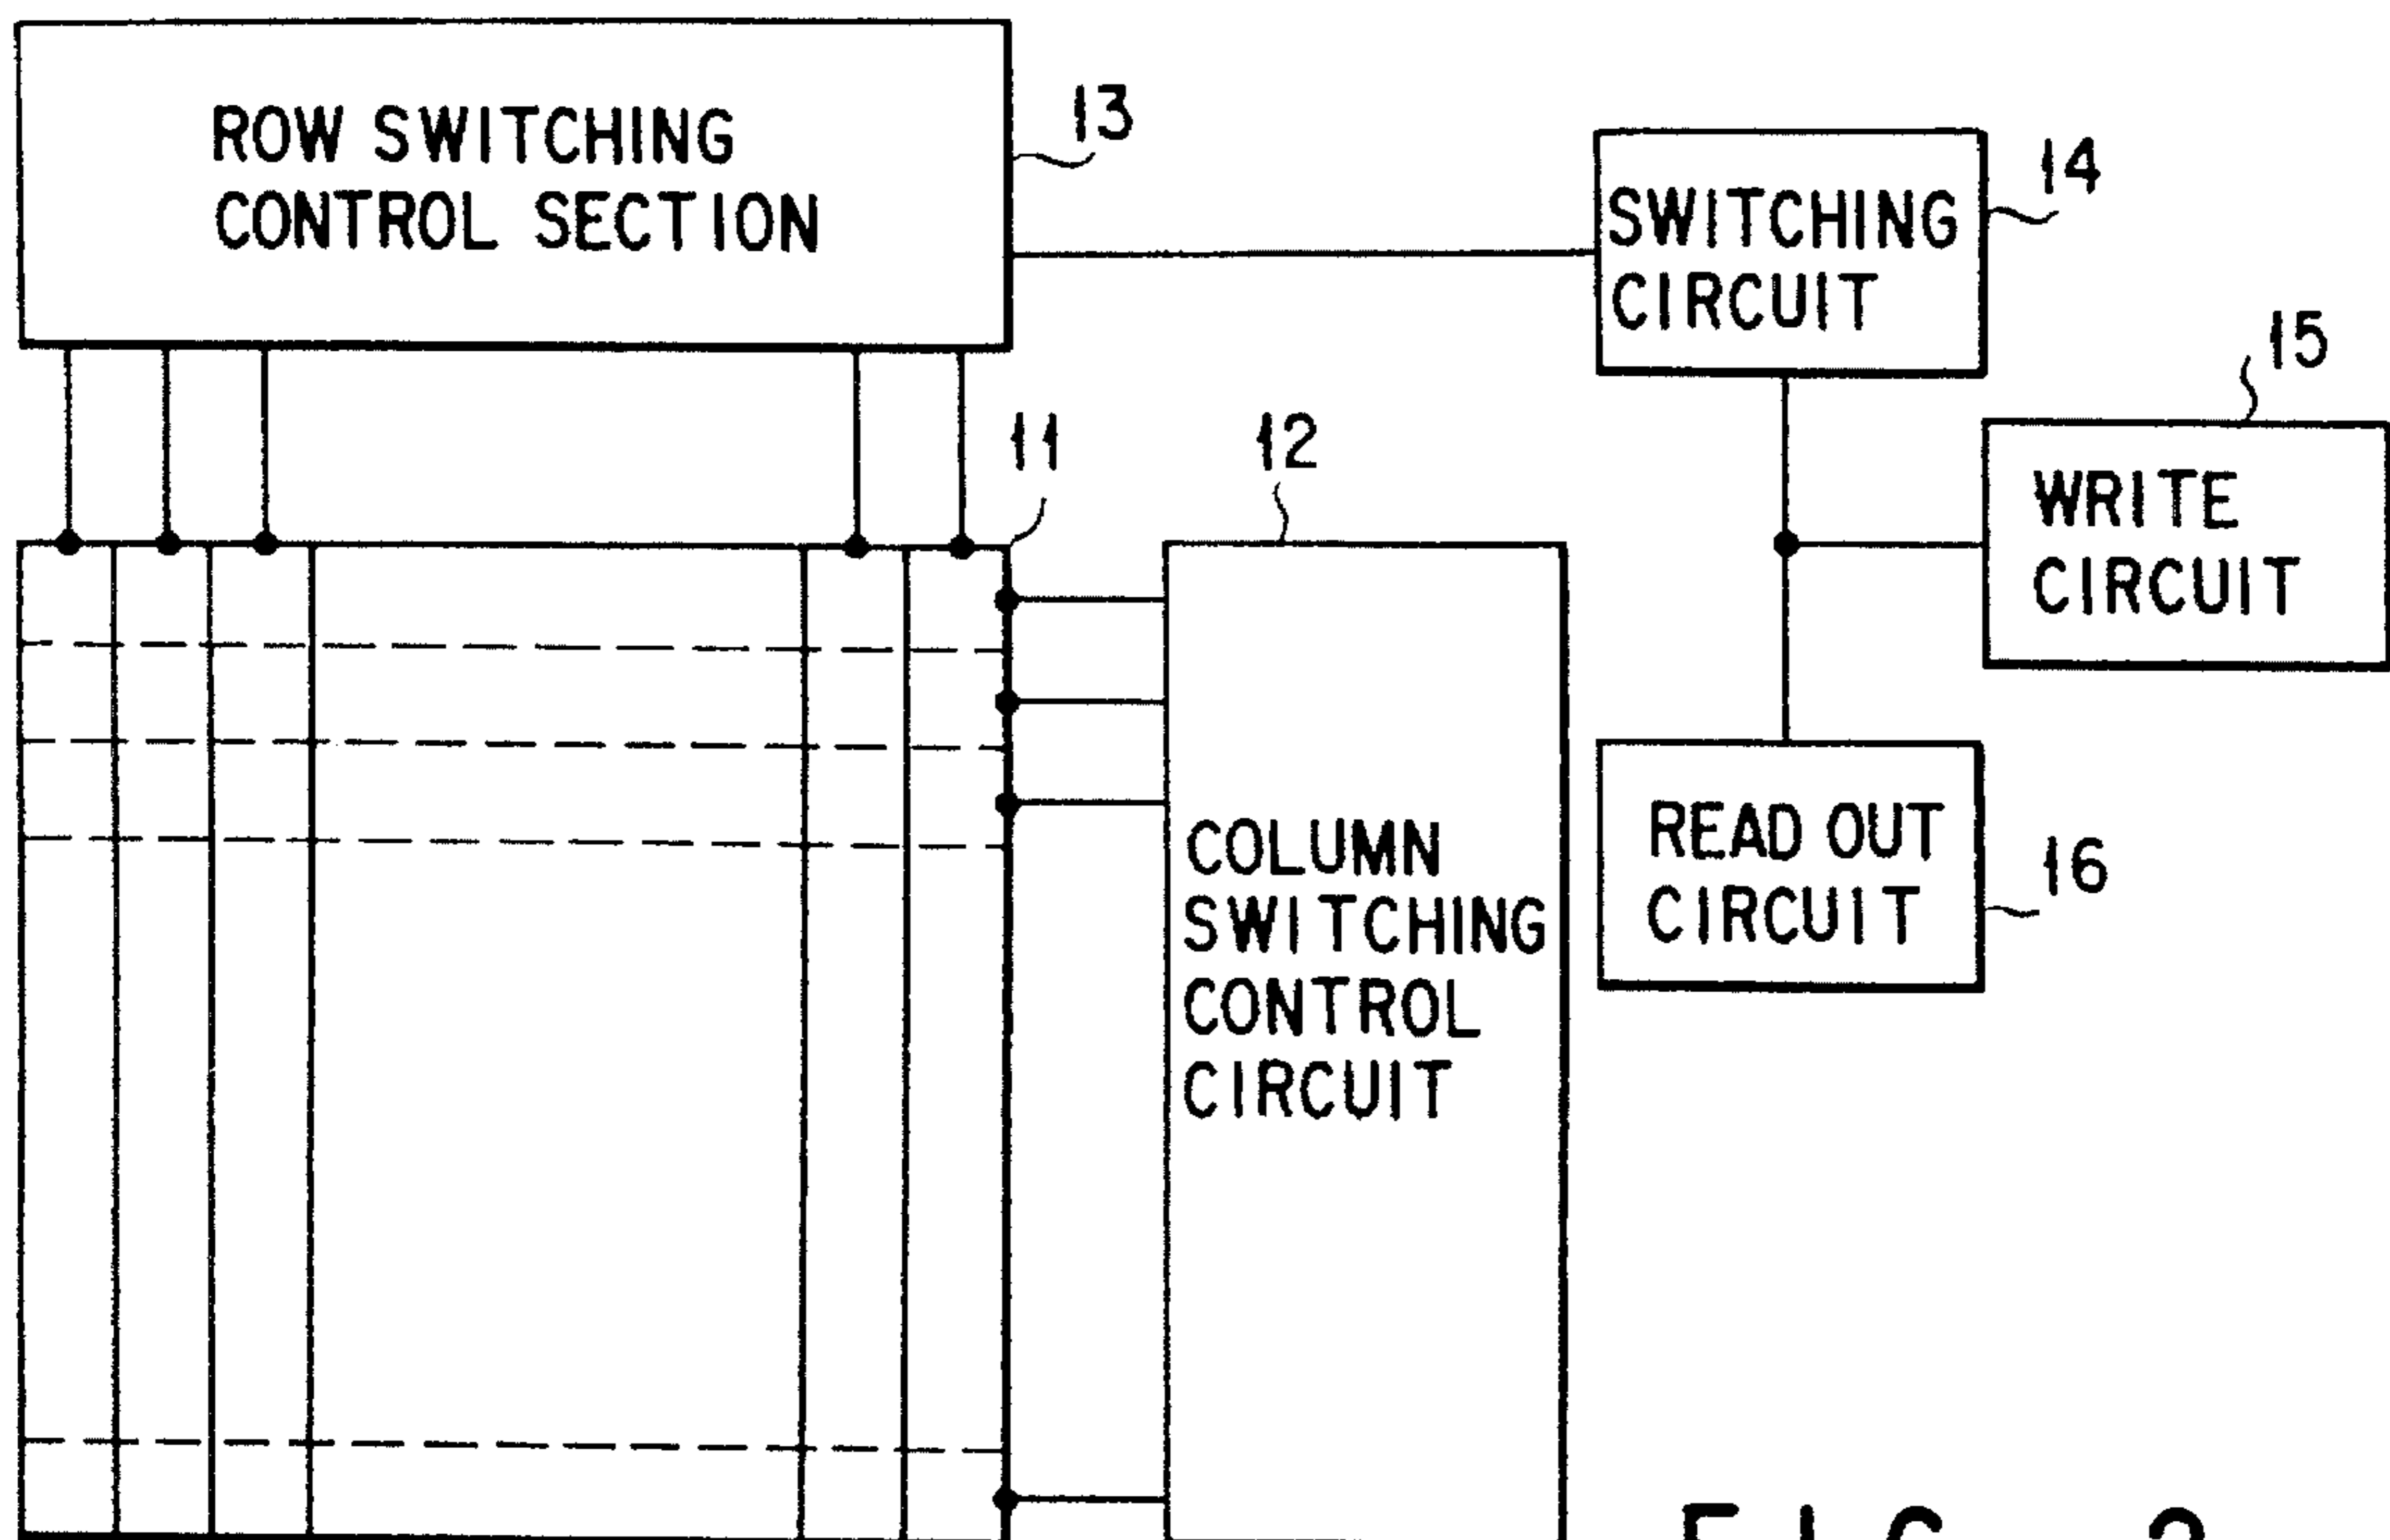 ROW SWITCHING
CONTROL SECTION
13
SWITCHING
CIRCUIT
14
15
WRITE
CIRCUIT
11
12
COLUMN
SWITCHING
CONTROL
CIRCUIT
READ OUT
CIRCUIT
16